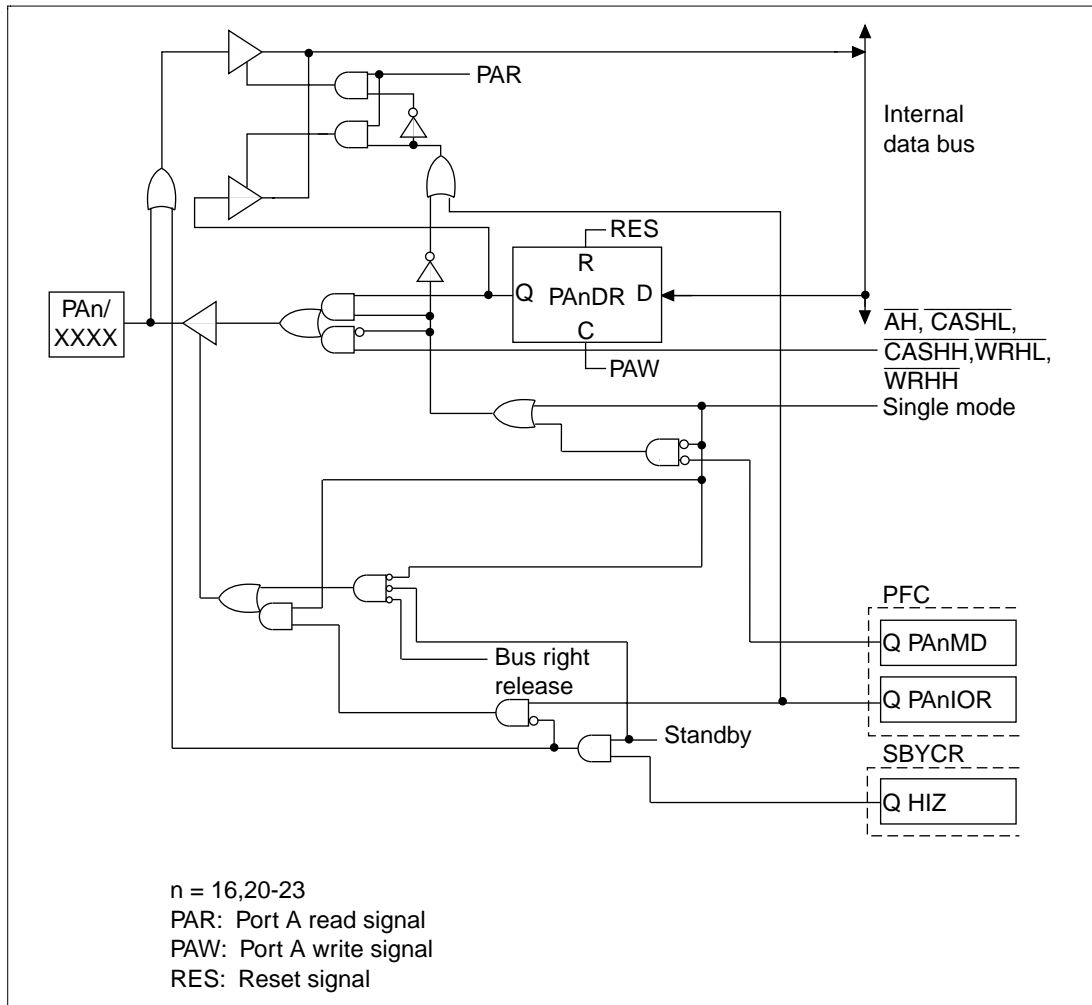 PAR
Internal
data bus
RES
R
PAn/
XXXX
Q PAnDR D
C
PAW
AH, CASHL,
CASHH,WRHL,
WRHH
Single mode
PFC
Q PAnMD
Bus right
release
Q PAnIOR
Standby
SBYCR
Q HIZ
n = 16,20-23
PAR: Port A read signal
PAW: Port A write signal
RES: Reset signal